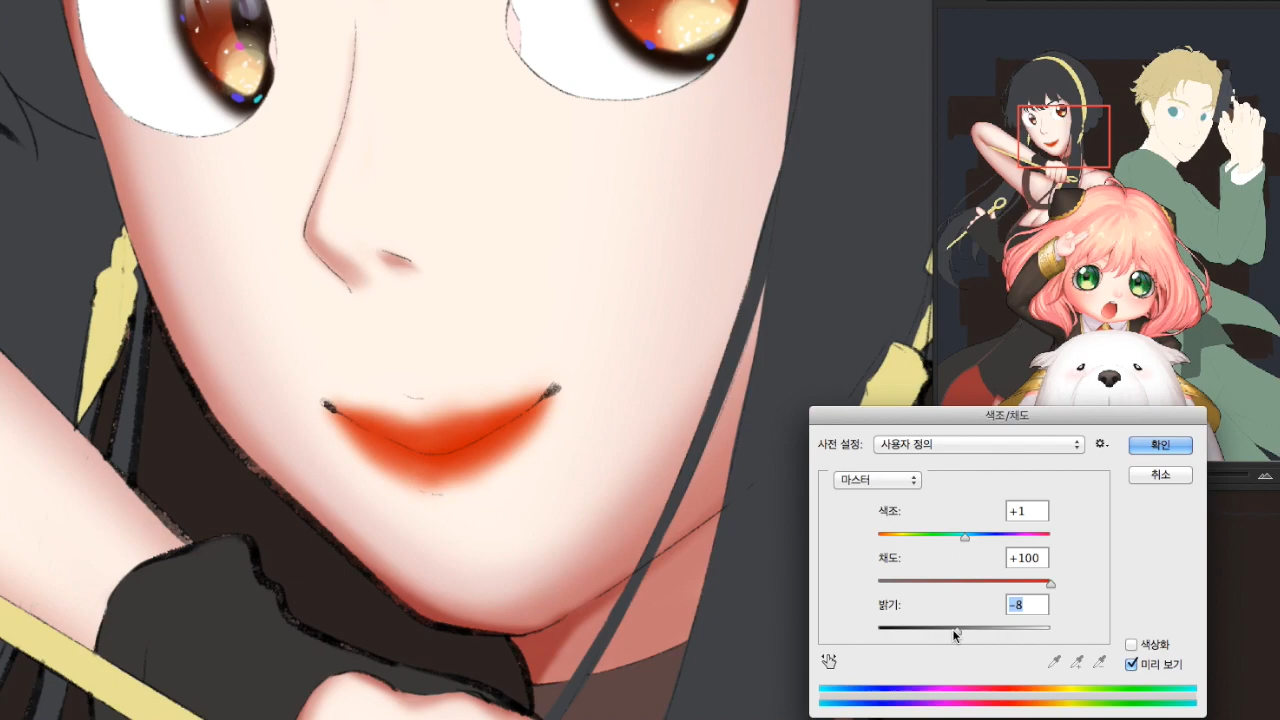 색조/채도
사전 설정: 사용자 정의
확인
마스터
취소
색조: +1
채도: +100
밝기: -8
색상화
미리 보기